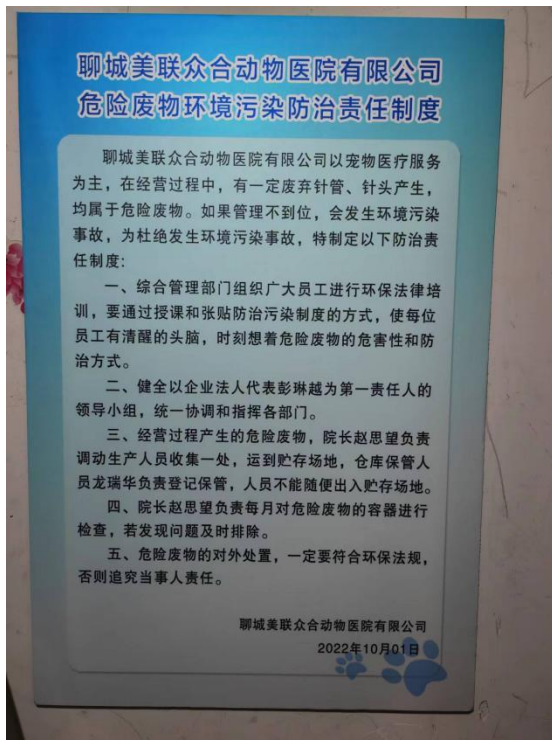 聊城美联众合动物医院有限公司
危险废物环境污染防治责任制度
聊城美联众合动物医院有限公司以宠物医疗服务
为主，在经营过程中，有一定废弃针管、针头产生，
均属于危险废物。如果管理不到位，会发生环境污染
事故，为杜绝发生环境污染事故，特制定以下防治责
任制度：
一、综合管理部门组织广大员工进行环保法律培
训，要通过授课和张贴防治污染制度的方式，使每位
员工有清醒的头脑，时刻想着危险废物的危害性和防
治方式。
二、健全以企业法人代表彭琳越为第一责任人的
领导小组，统一协调和指挥各部门。
三、经营过程产生的危险废物，院长赵思望负责
调动生产人员收集一处，运到贮存场地，仓库保管人
员龙瑞华负责登记保管，人员不能随便出入贮存场地。
四、院长赵思望负责每月对危险废物的容器进行
检查，若发现问题及时排除。
五、危险废物的对外处置，一定要符合环保法规，
否则追究当事人责任。
聊城美联众合动物医院有限公司
2022年10月01日